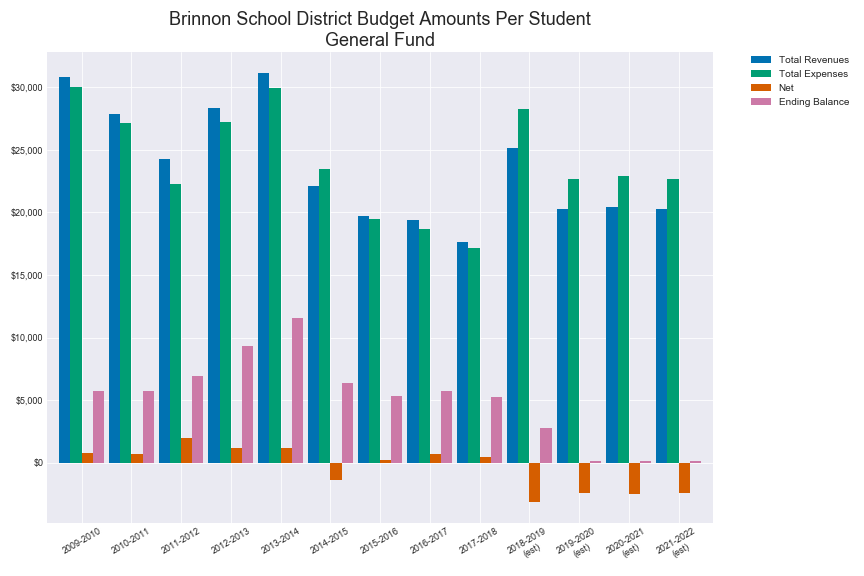 Brinnon School District Budget Amounts Per Student
General Fund
Total Revenues
Total Expenses
Net
Ending Balance
$30,000
$25,000
$20,000
$15,000
$10,000
$5,000
$0
2009-2010
2010-2011
2011-2012
2012-2013
2013-2014
2014-2015
2015-2016
2016-2017
2017-2018
2018-2019
(est)
2019-2020
(est)
2020-2021
(est)
2021-2022
(est)